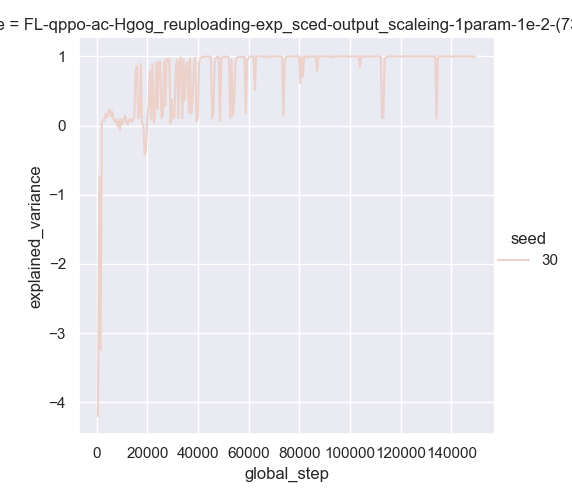 e = FL-qppo-ac-Hgog_reuploading-exp_sced-output_scaleing-1param-1e-2-(73
1
0
−1
−2
−3
−4
explained_variance
seed
30
0 20000 40000 60000 80000 100000 120000 140000
global_step